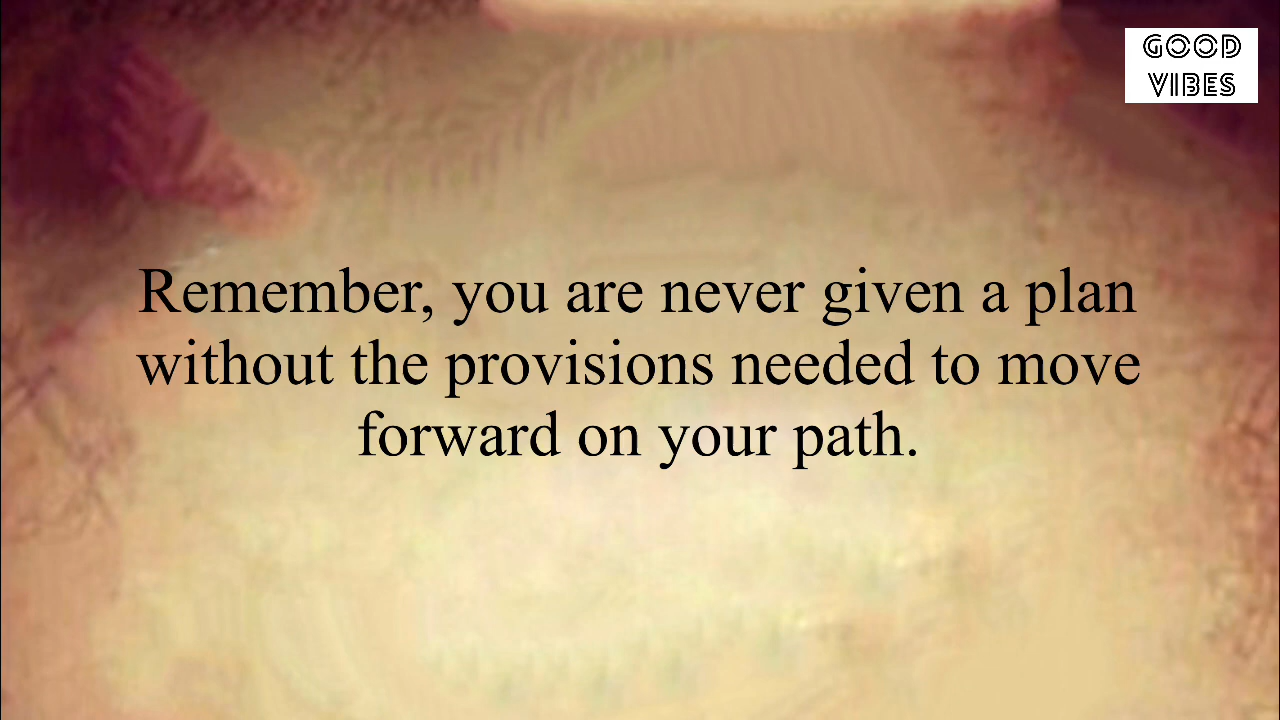 GOOD
VIBES
Remember, you are never given a plan
without the provisions needed to move
forward on your path.